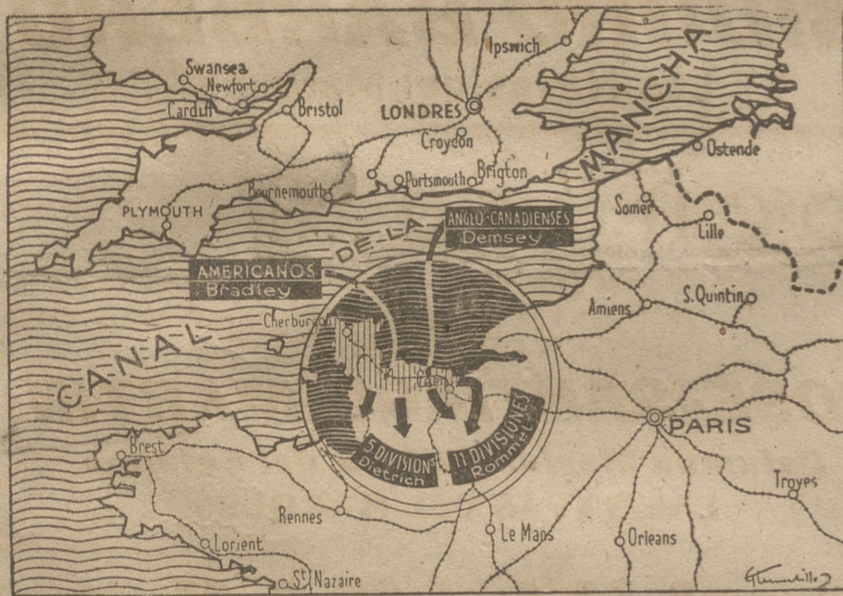 Ipswich
Swansea
Newfort
Cardiff
Bristol
LONDRES
Croydon
Portsmouth
Brigton
Bournemouth
PLYMOUTH
CANAL DE-LA MANCHA
Ostende
Somer
Lille
ANGLO-CANADIENSES
Demsey
AMERICANOS
Bradley
Amiens
S. Quintin
Cherburgo
Caen
5 DIVISIONS
Dietrich
11 DIVISIONES
Rommel
PARIS
Brest
Rennes
Troyes
Lorient
Le Mans
Orleans
St Nazaire